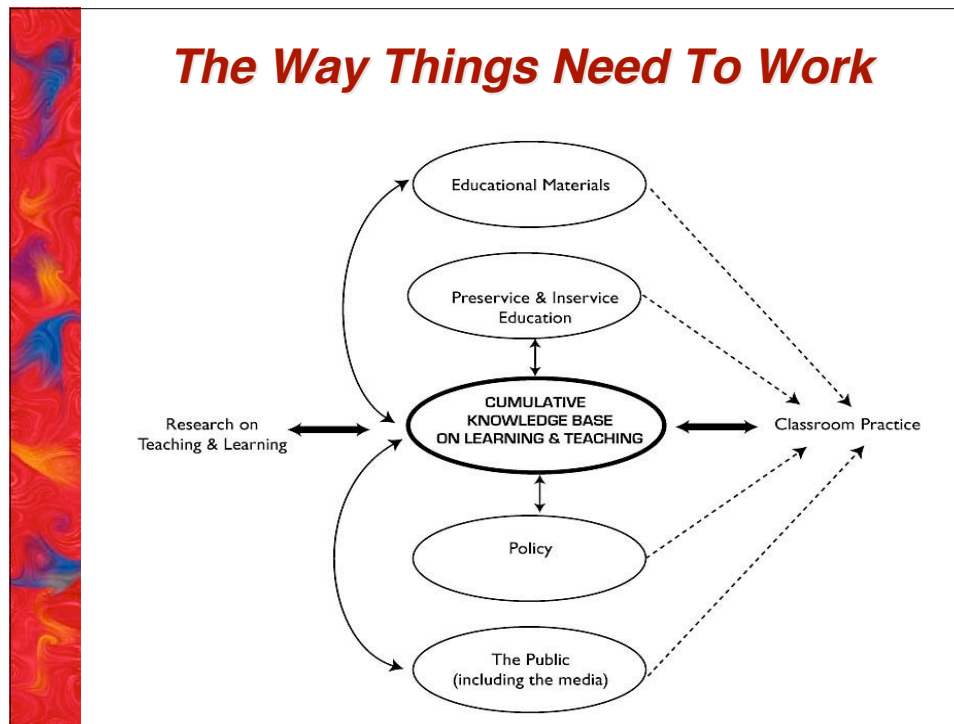 The Way Things Need To Work
Educational Materials
Preservice & Inservice
Education
CUMULATIVE
KNOWLEDGE BASE
ON LEARNING & TEACHING
Research on
Teaching & Learning
Classroom Practice
Policy
The Public
(including the media)